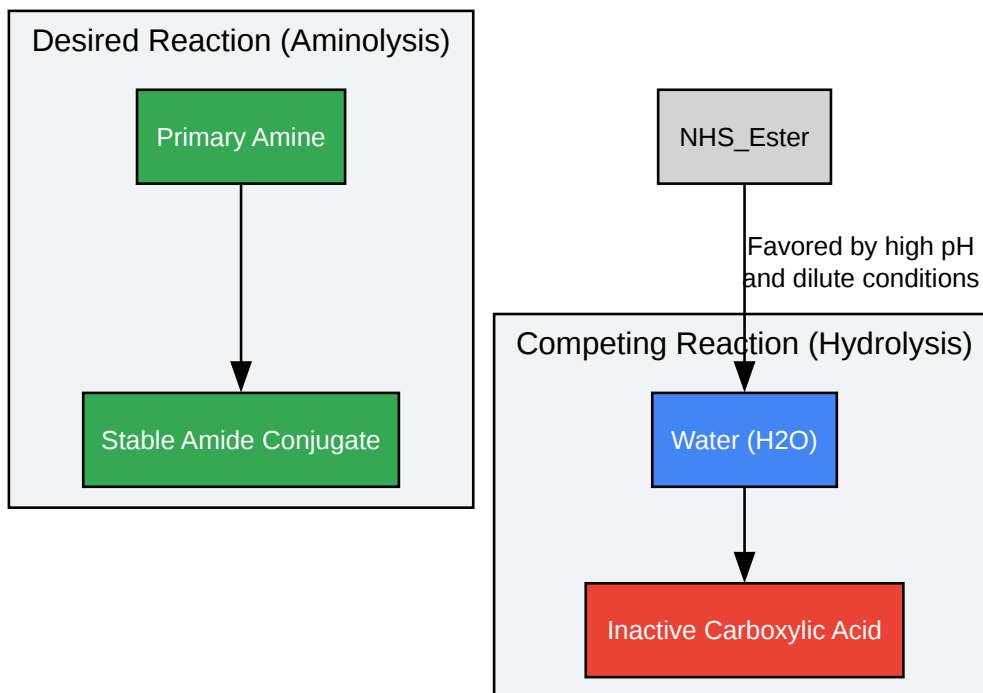 Desired Reaction (Aminolysis)
Primary Amine
Stable Amide Conjugate
NHS_Ester
Favored by high pH
and dilute conditions
Competing Reaction (Hydrolysis)
Water (H2O)
Inactive Carboxylic Acid